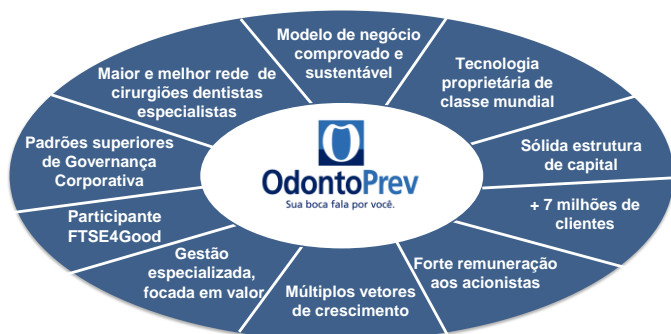 Modelo de negócio
comprovado e
sustentável
Tecnologia
proprietária de
classe mundial
Sólida estrutura
de capital
+ 7 milhões de
clientes
Forte remuneração
aos acionistas
Múltiplos vetores
de crescimento
Gestão
especializada,
focada em valor
Participante
FTSE4Good
Padrões superiores
de Governança
Corporativa
Maior e melhor rede de
cirurgiões dentistas
especialistas
OdontoPrev
Sua boca fala por você.